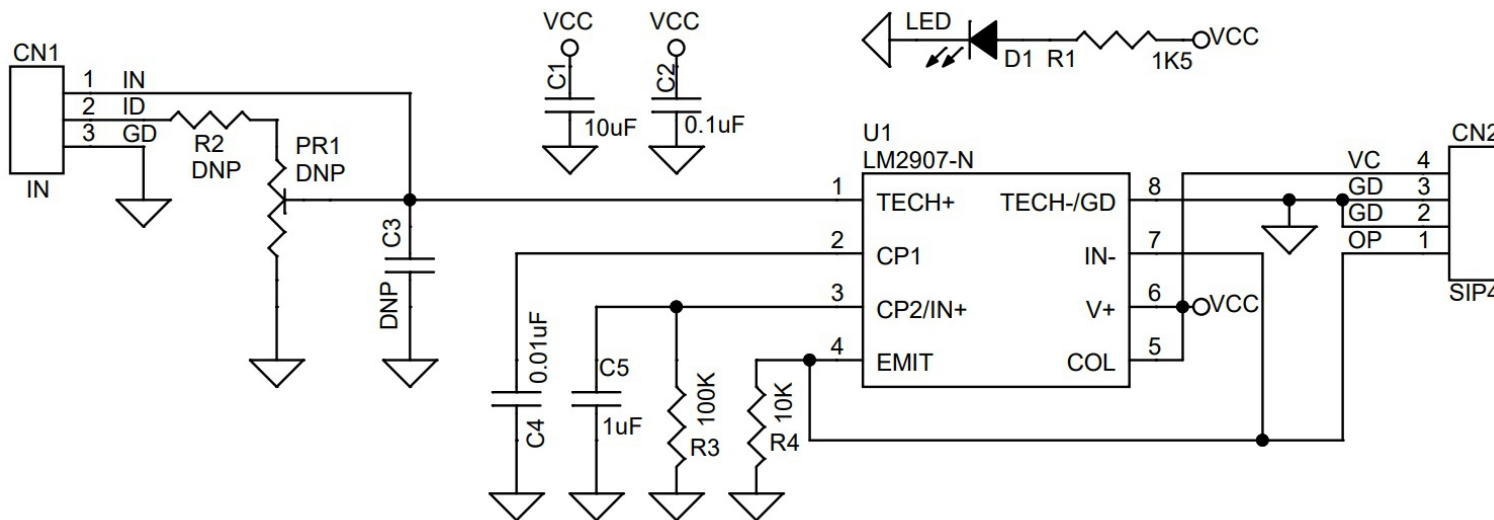 CN1
1 IN
2 ID
3 GD
IN
R2
DNP
PR1
DNP
C3
DNP
VCC
C1
10uF
VCC
C2
0.1uF
LED
D1
R1
1K5
VCC
U1
LM2907-N
1 TECH+
2 CP1
3 CP2/IN+
4 EMIT
TECH-/GD 8
IN- 7
V+ 6
COL 5
VCC
0.01uF
C4
C5
1uF
100K
R3
10K
R4
CN2
VC 4
GD 3
GD 2
OP 1
SIP4